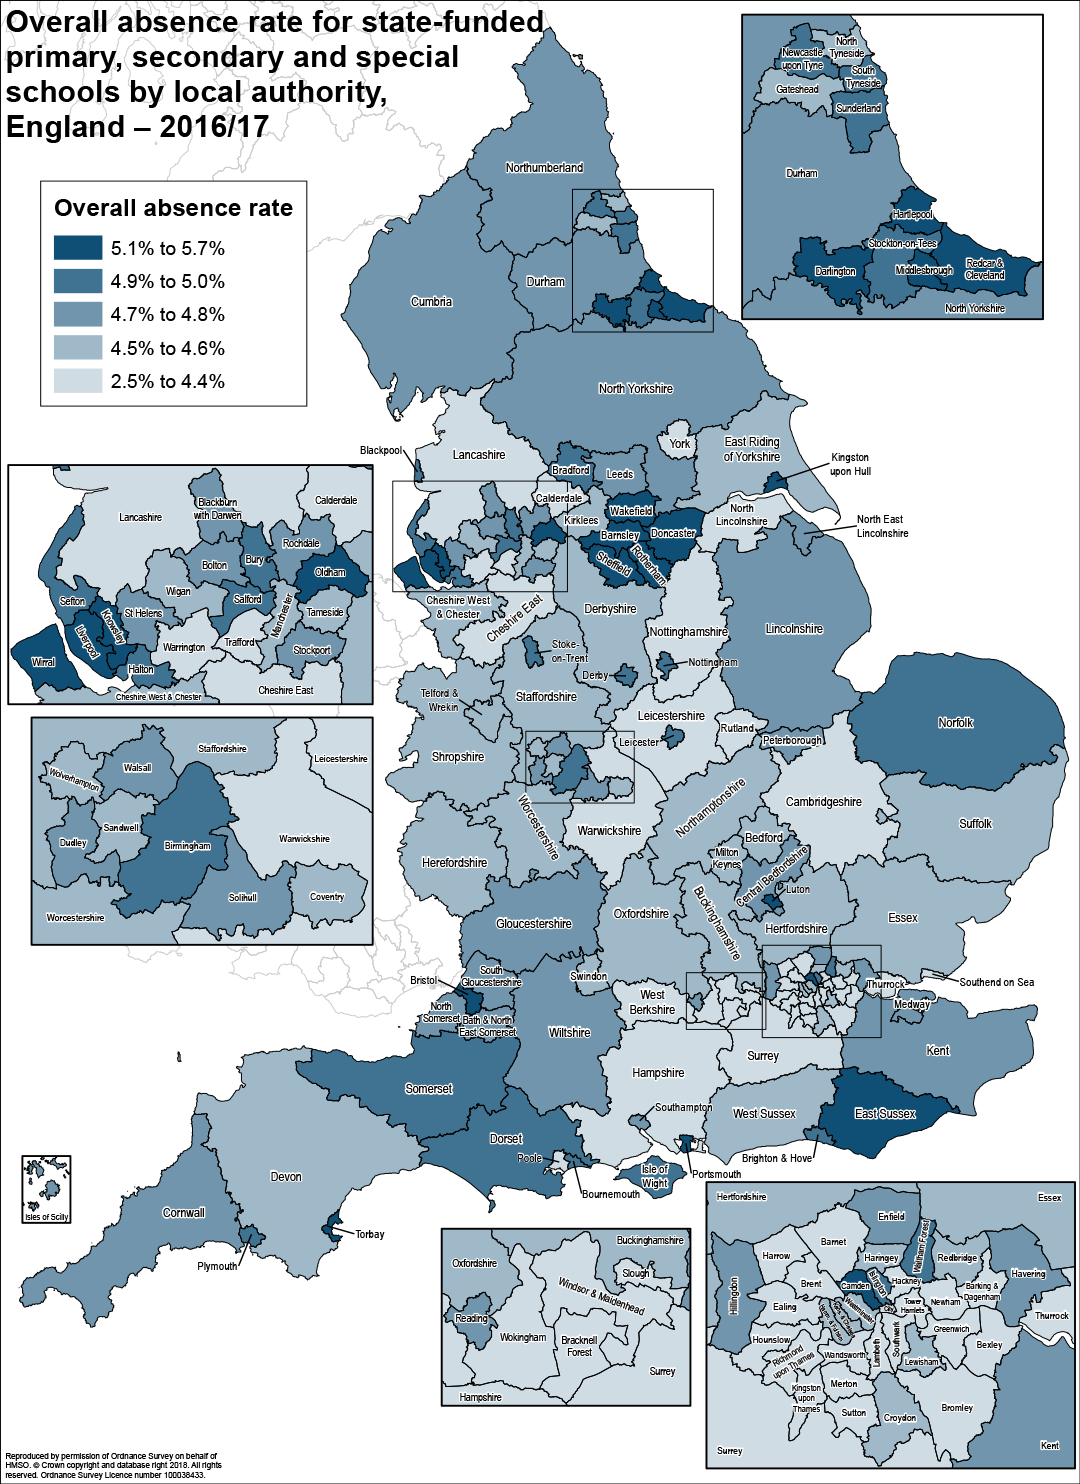 Overall absence rate for state-funded
primary, secondary and special
schools by local authority,
England – 2016/17
Overall absence rate
5.1% to 5.7%
4.9% to 5.0%
4.7% to 4.8%
4.5% to 4.6%
2.5% to 4.4%
Northumberland
Cumbria
Durham
North Yorkshire
Lancashire
Blackpool
York
East Riding
of Yorkshire
Kingston
upon Hull
Bradford
Leeds
Calderdale
Kirklees
Wakefield
Barnsley
Doncaster
Sheffield
Rotherham
North
Lincolnshire
North East
Lincolnshire
Cheshire West
& Chester
Cheshire East
Derbyshire
Nottinghamshire
Lincolnshire
Stoke-
on-Trent
Derby
Nottingham
Telford &
Wrekin
Staffordshire
Shropshire
Leicestershire
Leicester
Rutland
Peterborough
Norfolk
Worcestershire
Warwickshire
Northamptonshire
Cambridgeshire
Suffolk
Herefordshire
Bedford
Milton
Keynes
Central Bedfordshire
Luton
Gloucestershire
Oxfordshire
Buckinghamshire
Hertfordshire
Essex
Bristol
South
Gloucestershire
Swindon
North
Somerset
Bath & North
East Somerset
Wiltshire
West
Berkshire
Thurrock
Southend on Sea
Medway
Kent
Surrey
Hampshire
Somerset
West Sussex
East Sussex
Southampton
Dorset
Poole
Bournemouth
Isle of
Wight
Portsmouth
Brighton & Hove
Devon
Cornwall
Plymouth
Torbay
Isles of Scilly
Newcastle
upon Tyne
North
Tyneside
South
Tyneside
Gateshead
Sunderland
Durham
Hartlepool
Stockton-on-Tees
Darlington
Middlesbrough
Redcar &
Cleveland
North Yorkshire
Lancashire
Blackburn
with Darwen
Calderdale
Rochdale
Bolton
Bury
Oldham
Wigan
Salford
Sefton
Knowsley
St Helens
Manchester
Tameside
Liverpool
Warrington
Trafford
Stockport
Wirral
Halton
Cheshire West & Chester
Cheshire East
Staffordshire
Leicestershire
Walsall
Wolverhampton
Sandwell
Dudley
Birmingham
Warwickshire
Solihull
Coventry
Worcestershire
Buckinghamshire
Oxfordshire
Slough
Windsor & Maidenhead
Reading
Wokingham
Bracknell
Forest
Surrey
Hampshire
Hertfordshire
Essex
Enfield
Barnet
Waltham Forest
Harrow
Haringey
Redbridge
Havering
Hillingdon
Brent
Camden
Islington
Hackney
Barking &
Dagenham
Ealing
Westminster
City
Tower
Hamlets
Newham
Thurrock
Hounslow
Lambeth
Southwark
Greenwich
Bexley
Richmond
upon Thames
Wandsworth
Lewisham
Kingston
upon
Thames
Merton
Sutton
Croydon
Bromley
Surrey
Kent
Reproduced by permission of Ordnance Survey on behalf of
HMSO. © Crown copyright and database right 2018. All rights
reserved. Ordnance Survey Licence number 100038433.